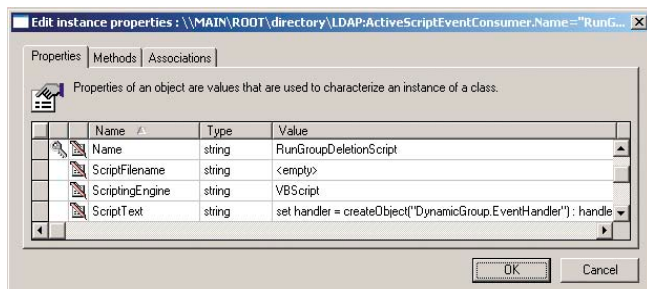 Edit instance properties : \\MAIN\ROOT\directory\LDAP:ActiveScriptEventConsumer.Name="RunG...
Properties Methods Associations
Properties of an object are values that are used to characterize an instance of a class.
Name Type Value
Name string RunGroupDeletionScript
ScriptFilename string <empty>
ScriptingEngine string VBScript
ScriptText string set handler = createObject("DynamicGroup.EventHandler") : handle
OK Cancel